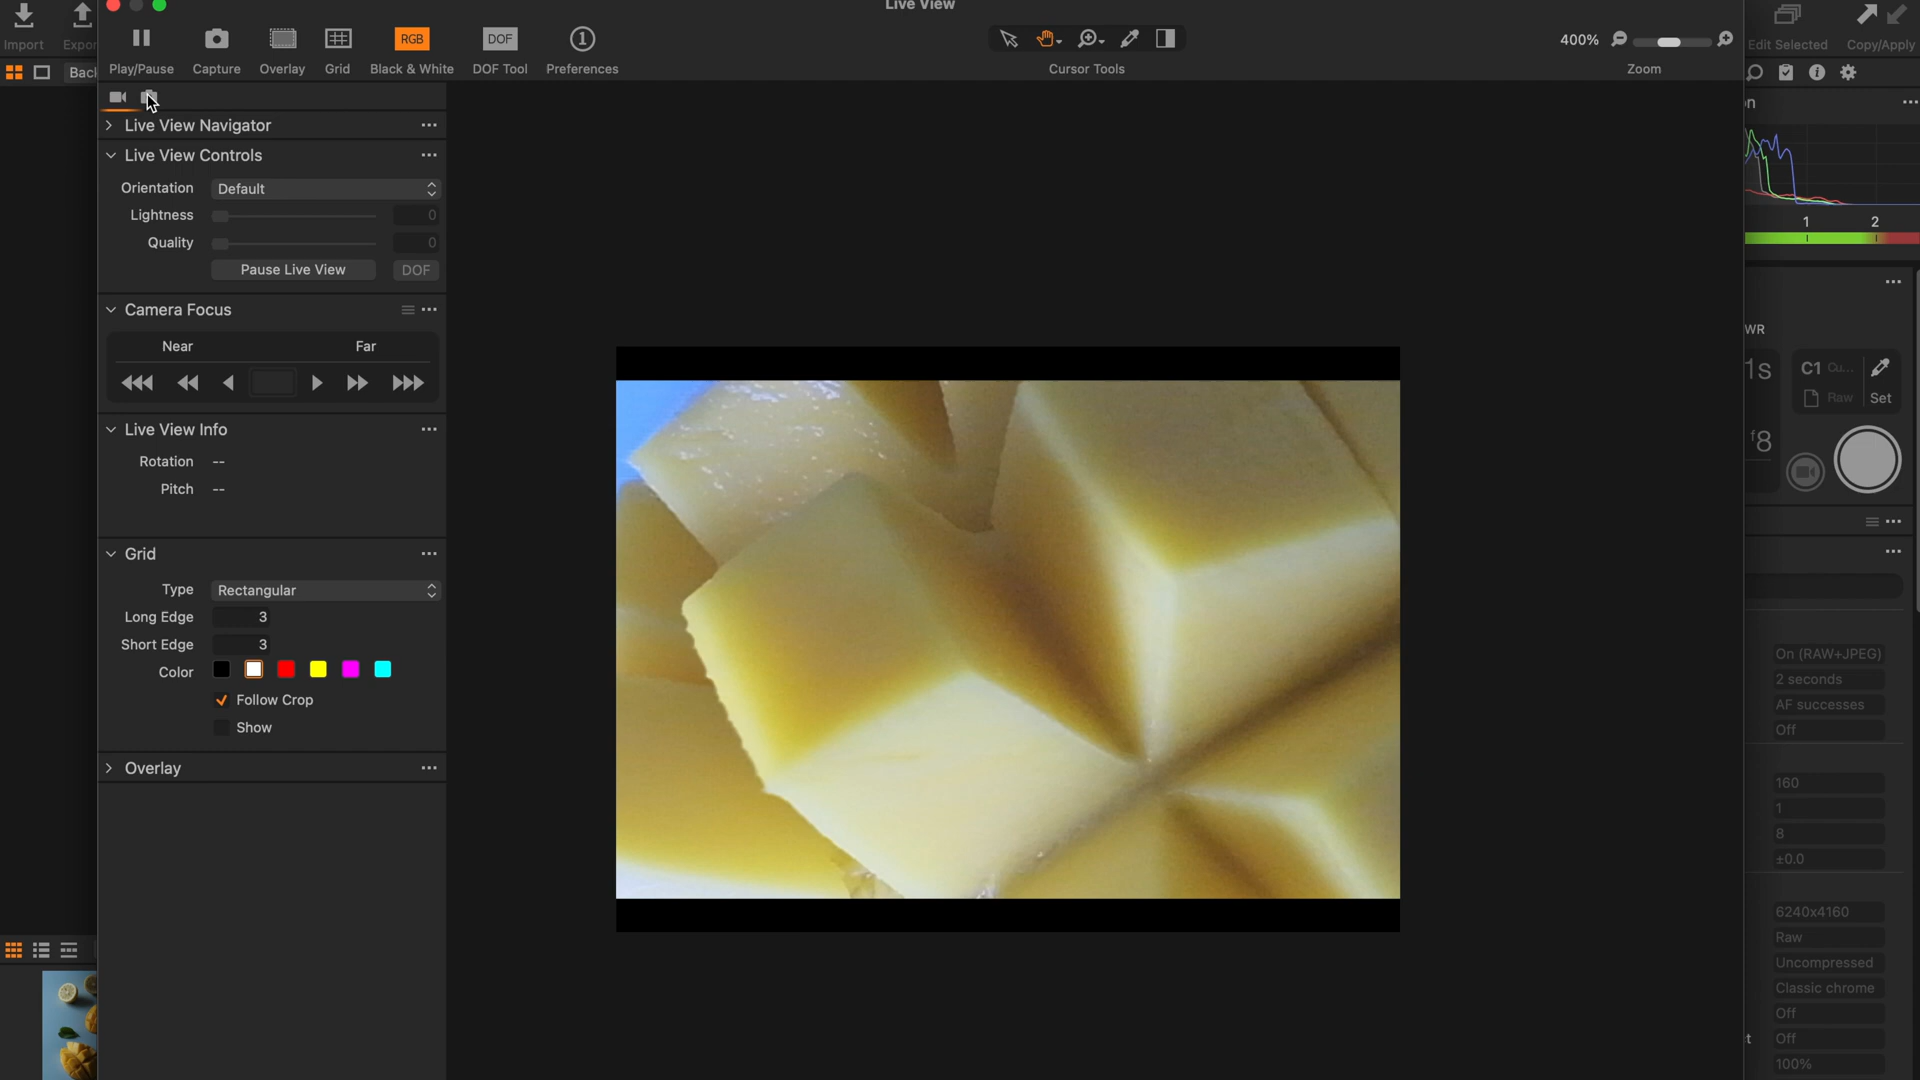 Live View
Import
Expor
Play/Pause
Capture
Overlay
Grid
RGB
Black & White
DOF
DOF Tool
Preferences
Cursor Tools
400%
Zoom
Edit Selected
Copy/Apply
Bac
on
Live View Navigator
Live View Controls
Orientation Default
Lightness 0
Quality 0
Pause Live View DOF
Camera Focus
Near Far
Live View Info
Rotation --
Pitch --
Grid
Type Rectangular
Long Edge 3
Short Edge 3
Color
Follow Crop
Show
Overlay
1 2
WR
1s
C1 Cu...
Raw Set
f8
On (RAW+JPEG)
2 seconds
AF successes
Off
160
1
8
±0.0
6240x4160
Raw
Uncompressed
Classic chrome
Off
t Off
100%